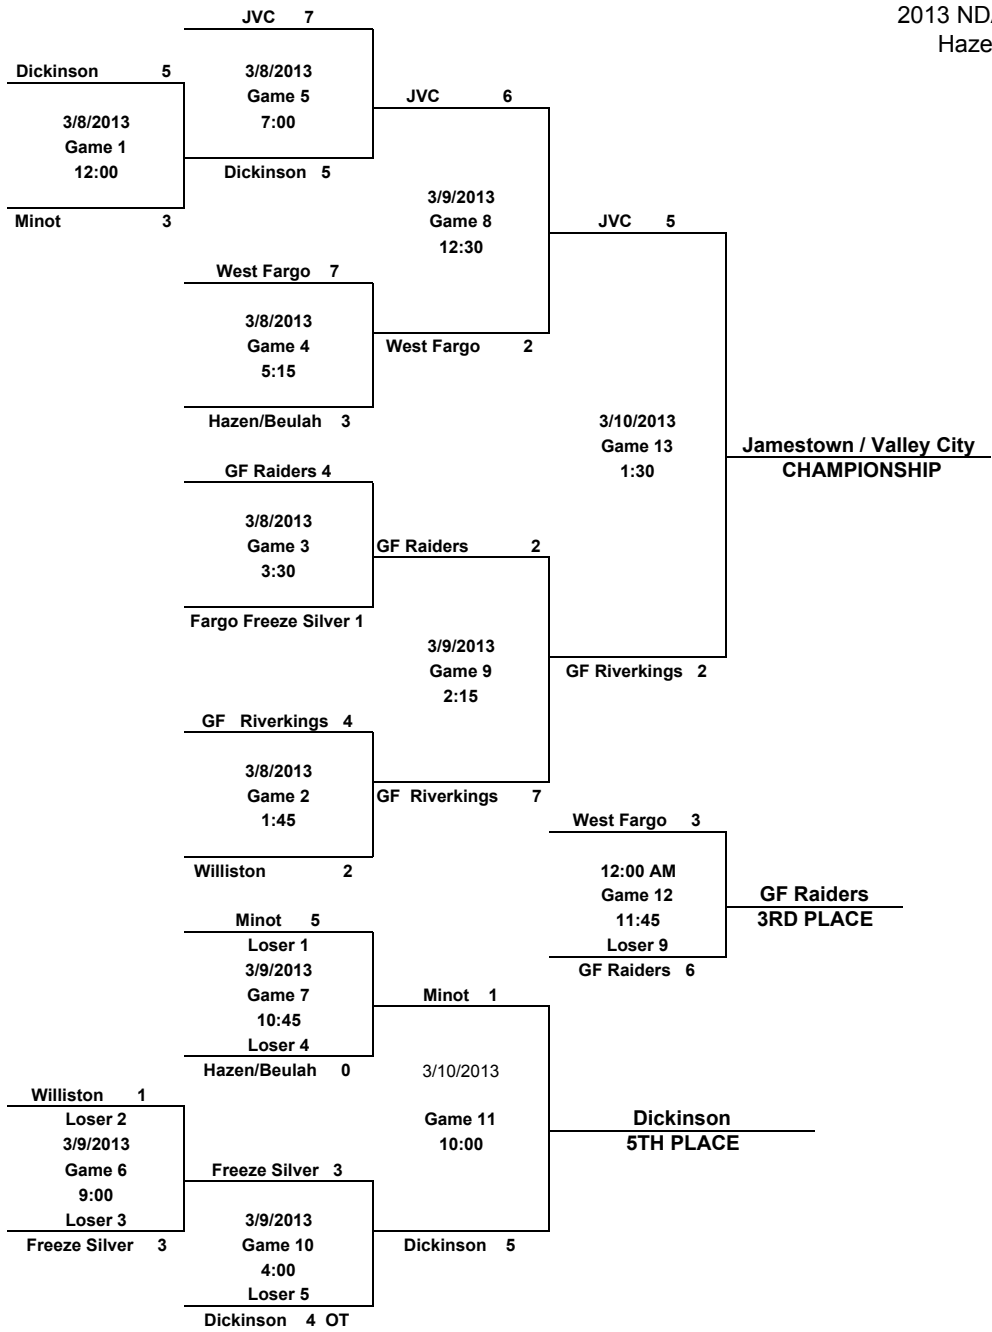 2013 ND
Haze
JVC 7
Dickinson 5
3/8/2013
Game 5
7:00
JVC 6
3/8/2013
Game 1
12:00
Dickinson 5
Minot 3
3/9/2013
Game 8
12:30
JVC 5
West Fargo 7
3/8/2013
Game 4
5:15
West Fargo 2
Hazen/Beulah 3
3/10/2013
Game 13
1:30
Jamestown / Valley City
CHAMPIONSHIP
GF Raiders 4
3/8/2013
Game 3
3:30
GF Raiders 2
Fargo Freeze Silver 1
3/9/2013
Game 9
2:15
GF Riverkings 2
GF Riverkings 4
3/8/2013
Game 2
1:45
GF Riverkings 7
Williston 2
West Fargo 3
12:00 AM
Game 12
11:45
Loser 9
GF Raiders 6
GF Raiders
3RD PLACE
Minot 5
Loser 1
3/9/2013
Game 7
10:45
Loser 4
Hazen/Beulah 0
Minot 1
3/10/2013
Game 11
10:00
Dickinson
5TH PLACE
Williston 1
Loser 2
3/9/2013
Game 6
9:00
Loser 3
Freeze Silver 3
Freeze Silver 3
3/9/2013
Game 10
4:00
Loser 5
Dickinson 4 OT
Dickinson 5